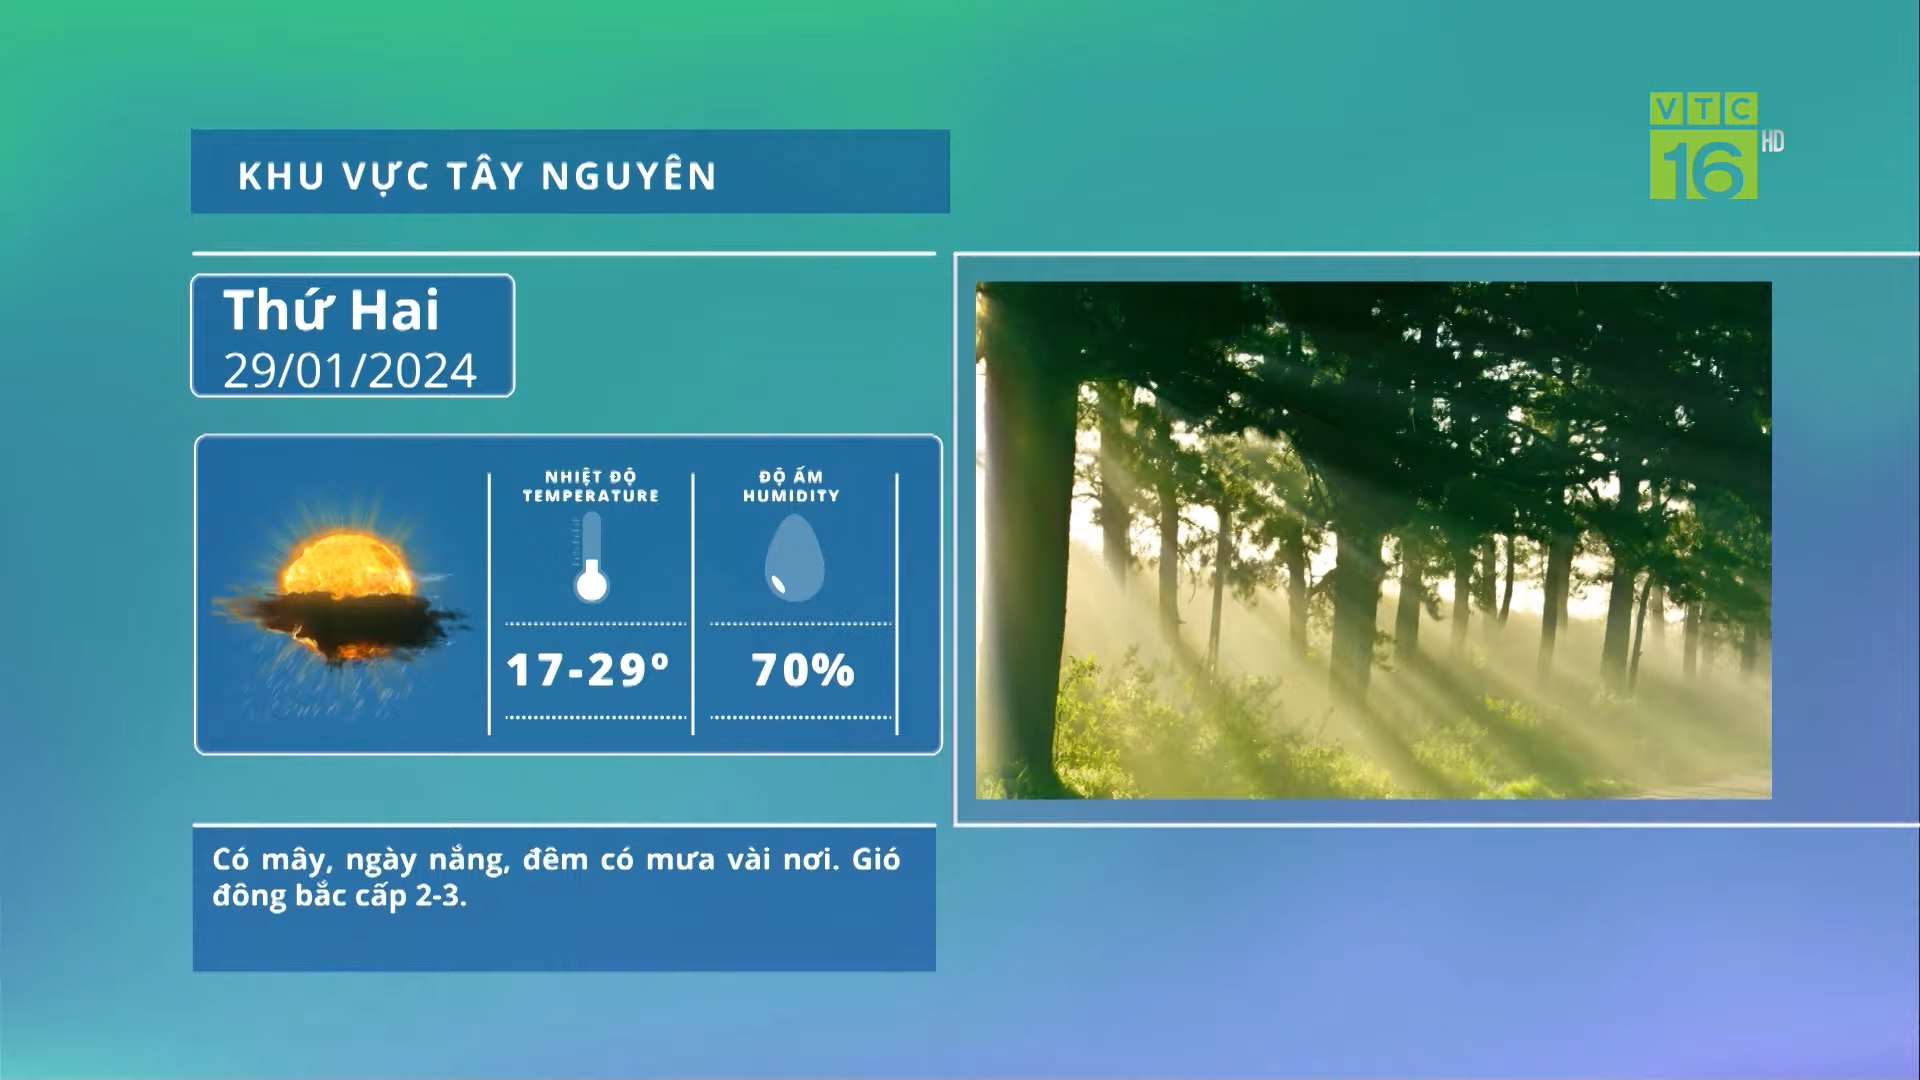 VTC
16 HD
KHU VỰC TÂY NGUYÊN
Thứ Hai
29/01/2024
NHIỆT ĐỘ
TEMPERATURE
17-29º
ĐỘ ẨM
HUMIDITY
70%
Có mây, ngày nắng, đêm có mưa vài nơi. Gió
đông bắc cấp 2-3.